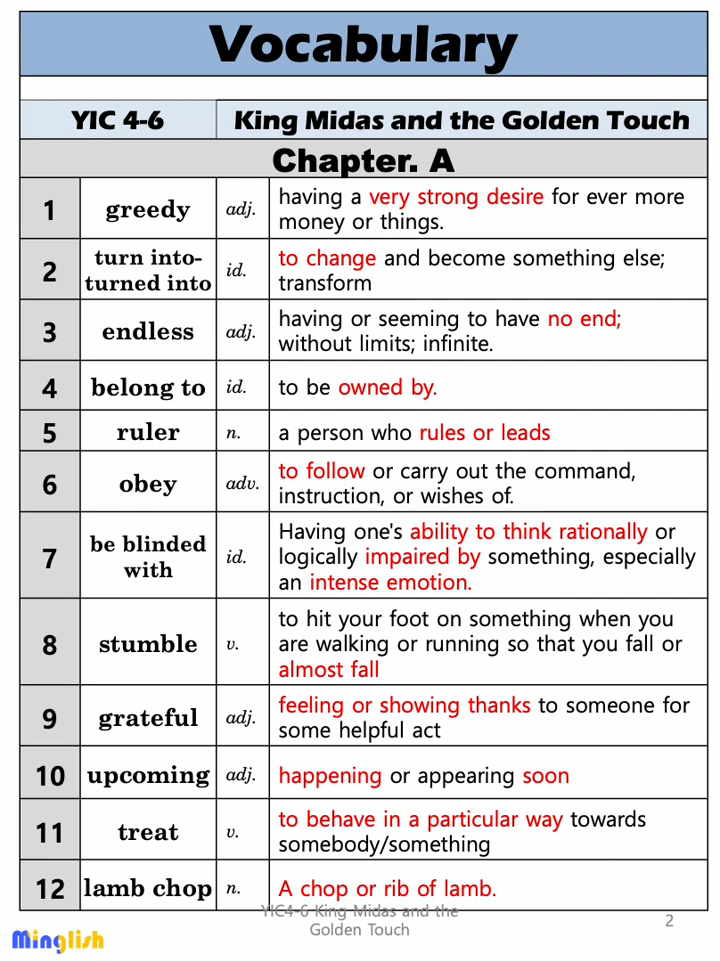 Vocabulary
YIC 4-6
King Midas and the Golden Touch
Chapter. A
1
greedy
adj.
having a very strong desire for ever more
money or things.
2
turn into-
turned into
id.
to change and become something else;
transform
3
endless
adj.
having or seeming to have no end;
without limits; infinite.
4
belong to
id.
to be owned by.
5
ruler
n.
a person who rules or leads
6
obey
adv.
to follow or carry out the command,
instruction, or wishes of.
7
be blinded
with
id.
Having one's ability to think rationally or
logically impaired by something, especially
an intense emotion.
8
stumble
v.
to hit your foot on something when you
are walking or running so that you fall or
almost fall
9
grateful
adj.
feeling or showing thanks to someone for
some helpful act
10
upcoming
adj.
happening or appearing soon
11
treat
v.
to behave in a particular way towards
somebody/something
12
lamb chop
n.
A chop or rib of lamb.
YIC4-6 King Midas and the
Golden Touch
2
Minglish